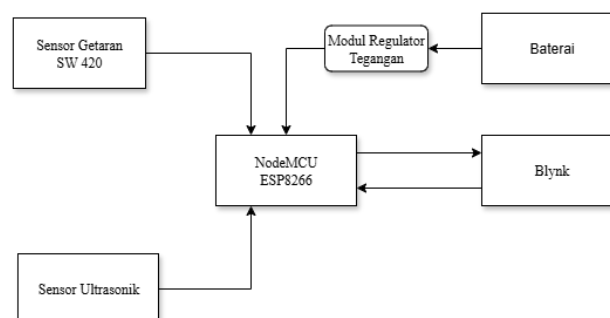 Sensor Getaran
SW 420
Modul Regulator
Tegangan
Baterai
NodeMCU
ESP8266
Blynk
Sensor Ultrasonik